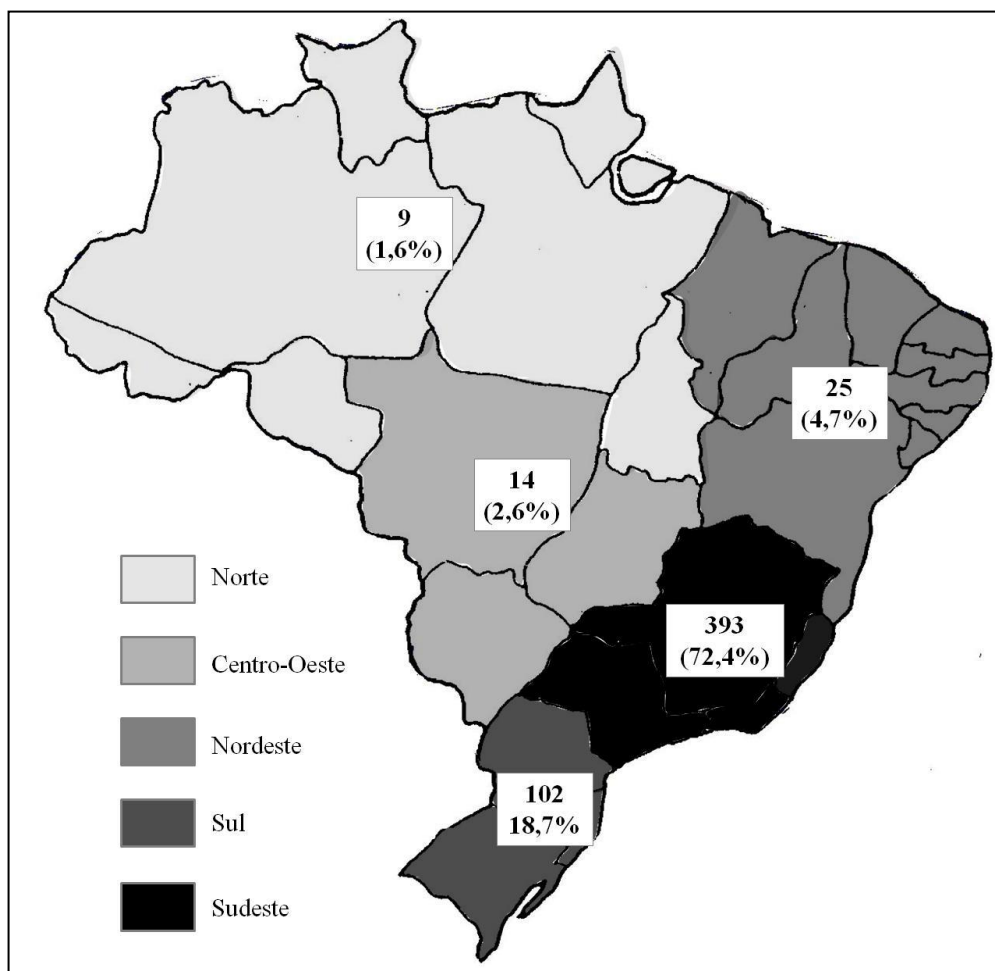 9
(1,6%)
25
(4,7%)
14
(2,6%)
393
(72,4%)
102
18,7%
Norte
Centro-Oeste
Nordeste
Sul
Sudeste